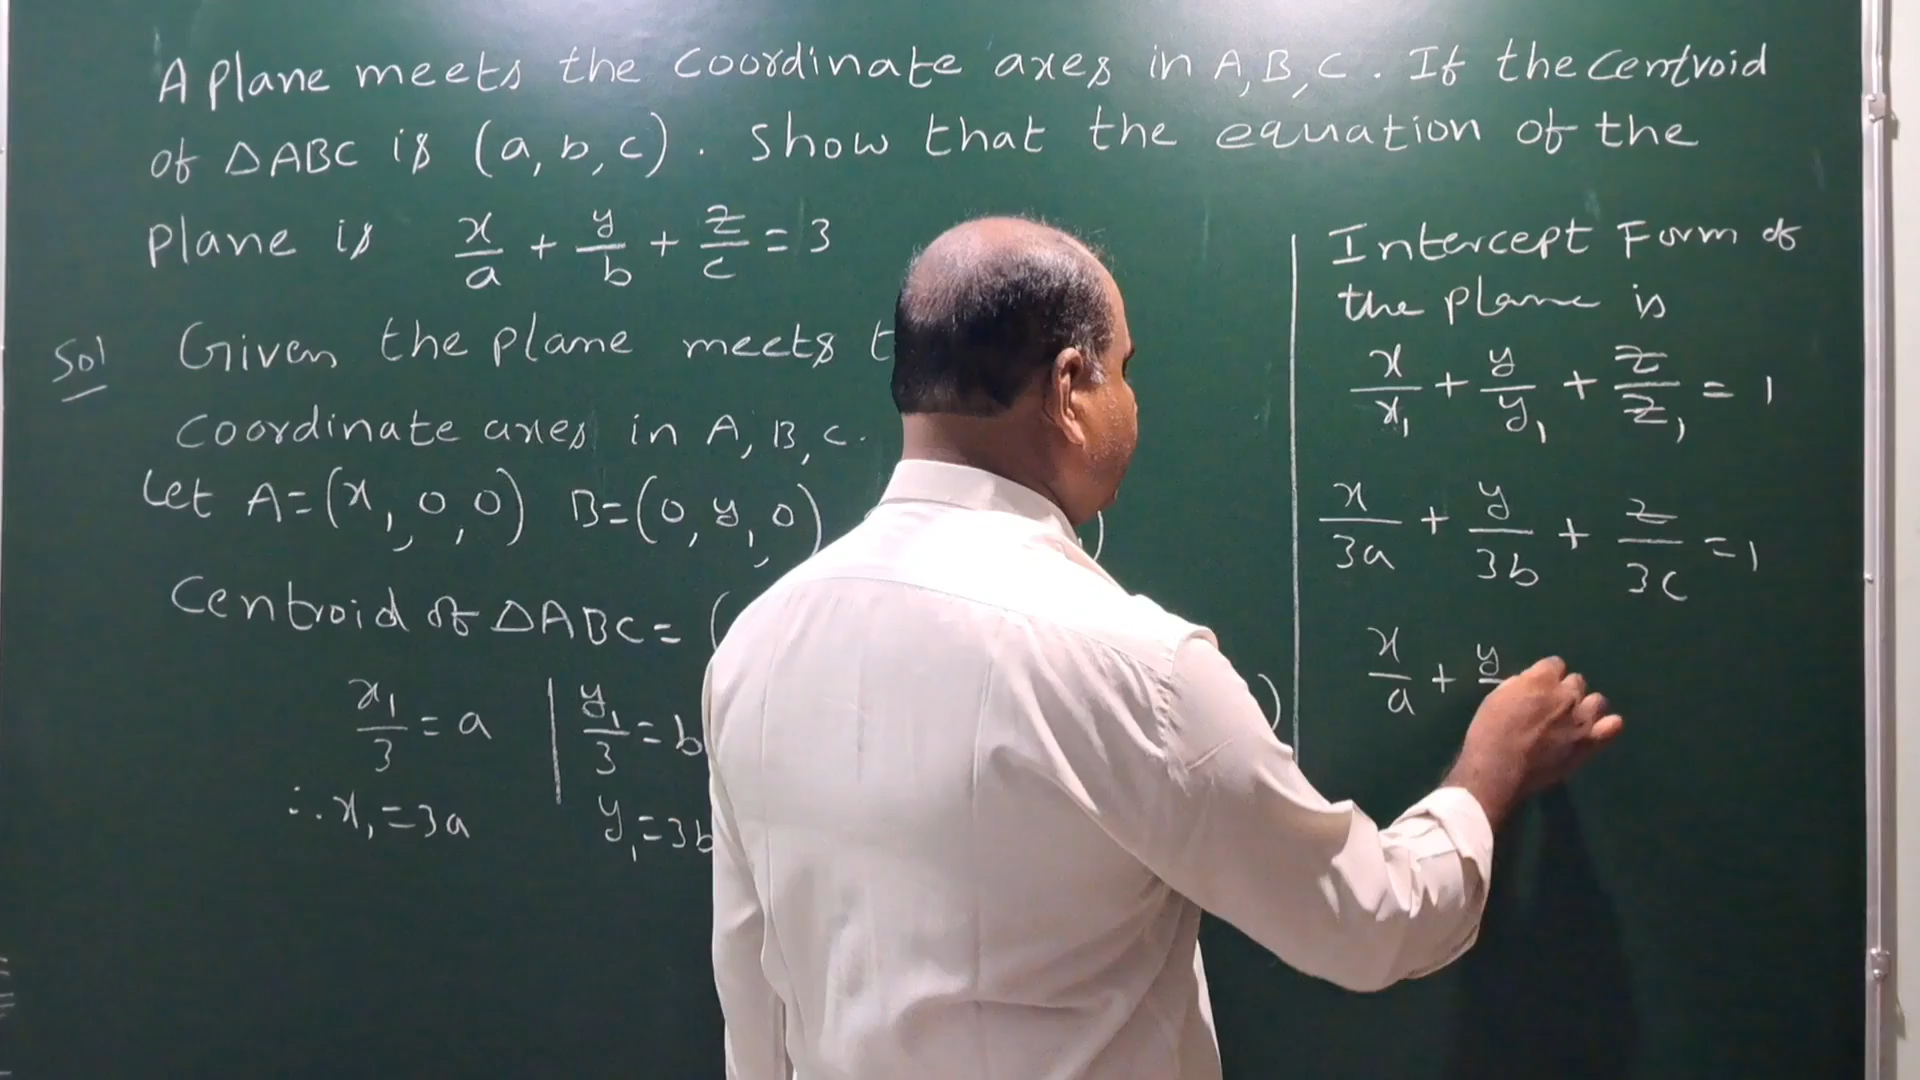 A plane meets the coordinate axes in A, B, C. If the centroid
of △ABC is (a, b, c). Show that the equation of the
plane is x/a + y/b + z/c = 3
Sol Given the plane meets t
coordinate axes in A, B, C.
Let A=(x₁, 0, 0) B=(0, y₁, 0) )
Centroid of △ABC = ( )
x₁/3 = a | y₁/3 = b
∴ x₁ = 3a y₁ = 3b
Intercept Form of
the plane is
x/x₁ + y/y₁ + z/z₁ = 1
x/3a + y/3b + z/3c = 1
x/a + y